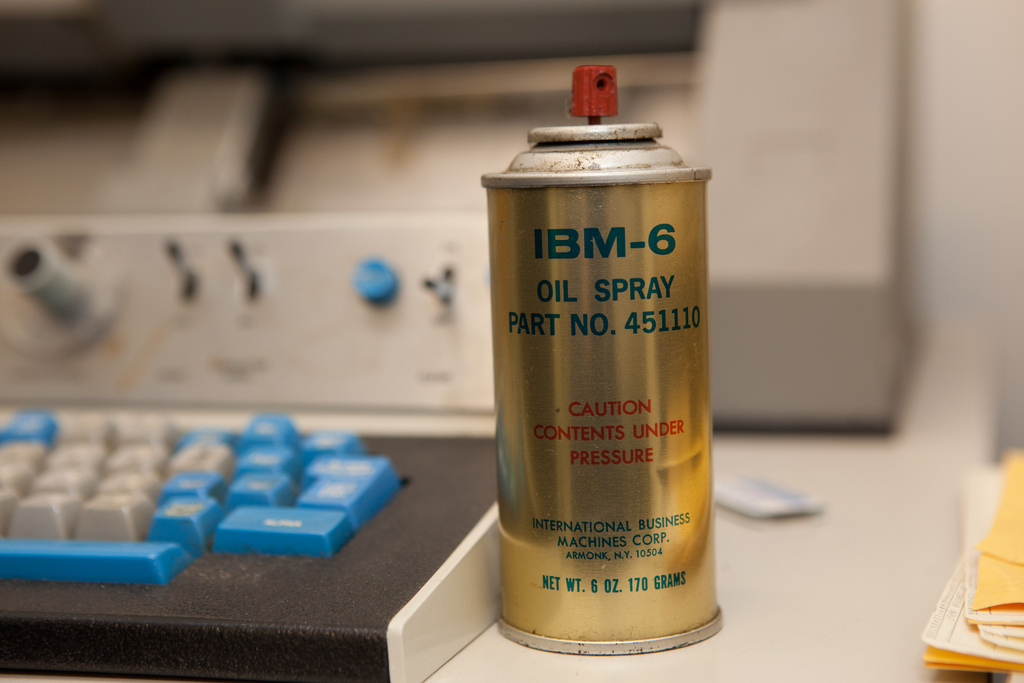 IBM-6
OIL SPRAY
PART NO. 451110
CAUTION
CONTENTS UNDER
PRESSURE
INTERNATIONAL BUSINESS
MACHINES CORP.
ARMONK, N.Y. 10504
NET WT. 6 OZ. 170 GRAMS